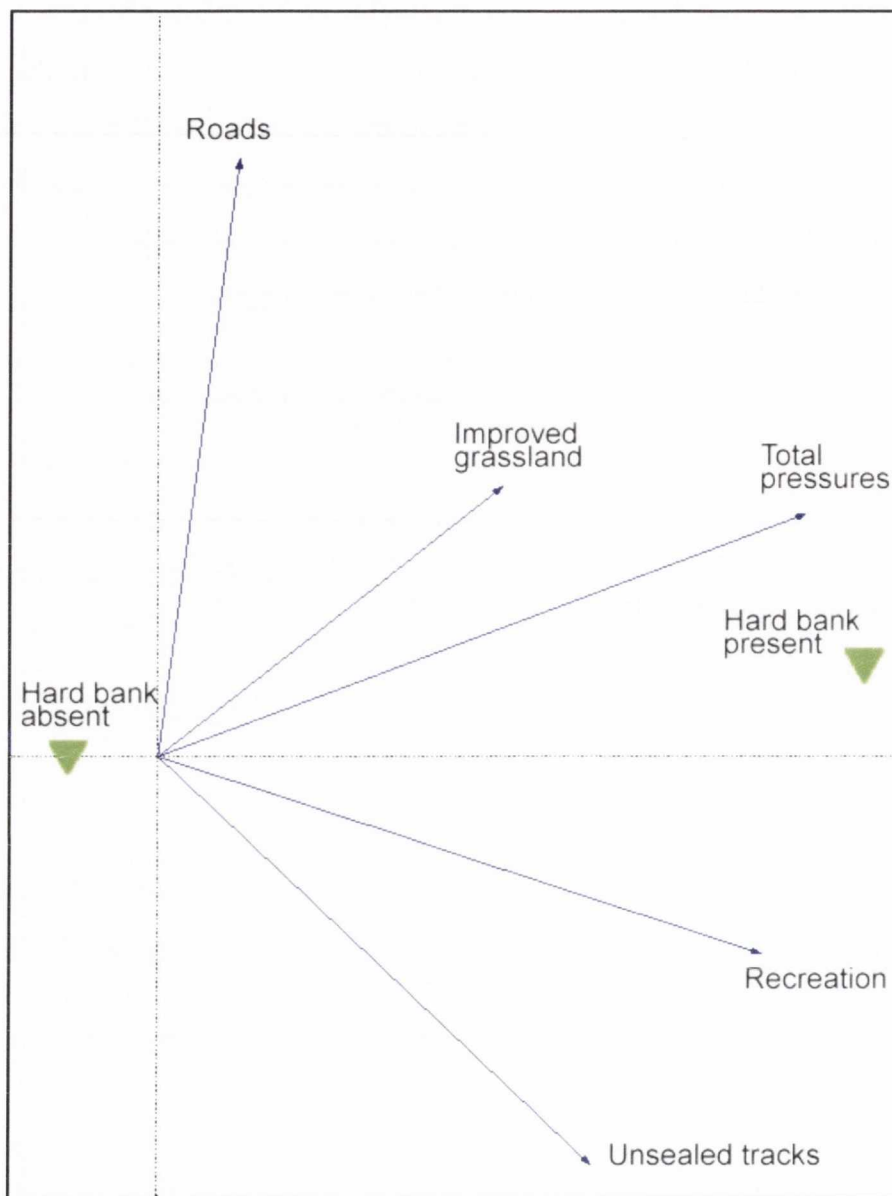 Roads
Improved
grassland
Total
pressures
Hard bank
present
Hard bank
absent
Recreation
Unsealed tracks